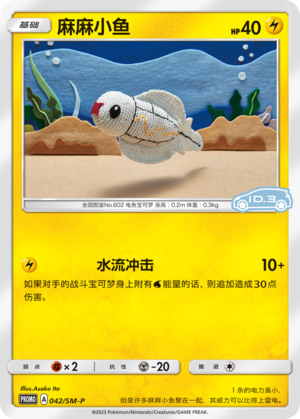 基础 麻麻小鱼 HP40
全国图鉴No.602 电鱼宝可梦 身高：0.2m 体重：0.3kg
ID.3
水流冲击 10+
如果对手的战斗宝可梦身上附有能量的话，则追加造成30点
伤害。
弱点 ×2 抗性 -20 撤退
Illus.Asako Ito
PROMO A 042/SM-P
1 条的电力虽小，
但是许多麻麻小鱼聚在一起，其威力可以比得上雷电。
©2023 Pokémon/Nintendo/Creatures/GAME FREAK.